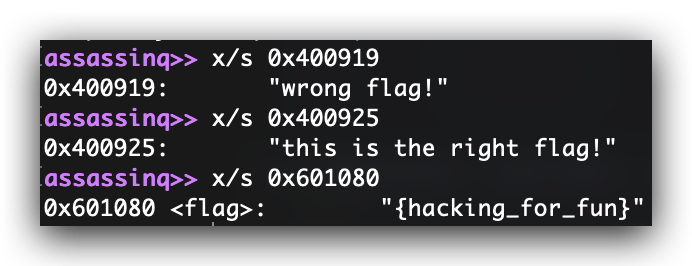 assassinq>> x/s 0x400919
0x400919: "wrong flag!"
assassinq>> x/s 0x400925
0x400925: "this is the right flag!"
assassinq>> x/s 0x601080
0x601080 <flag>: "{hacking_for_fun}"